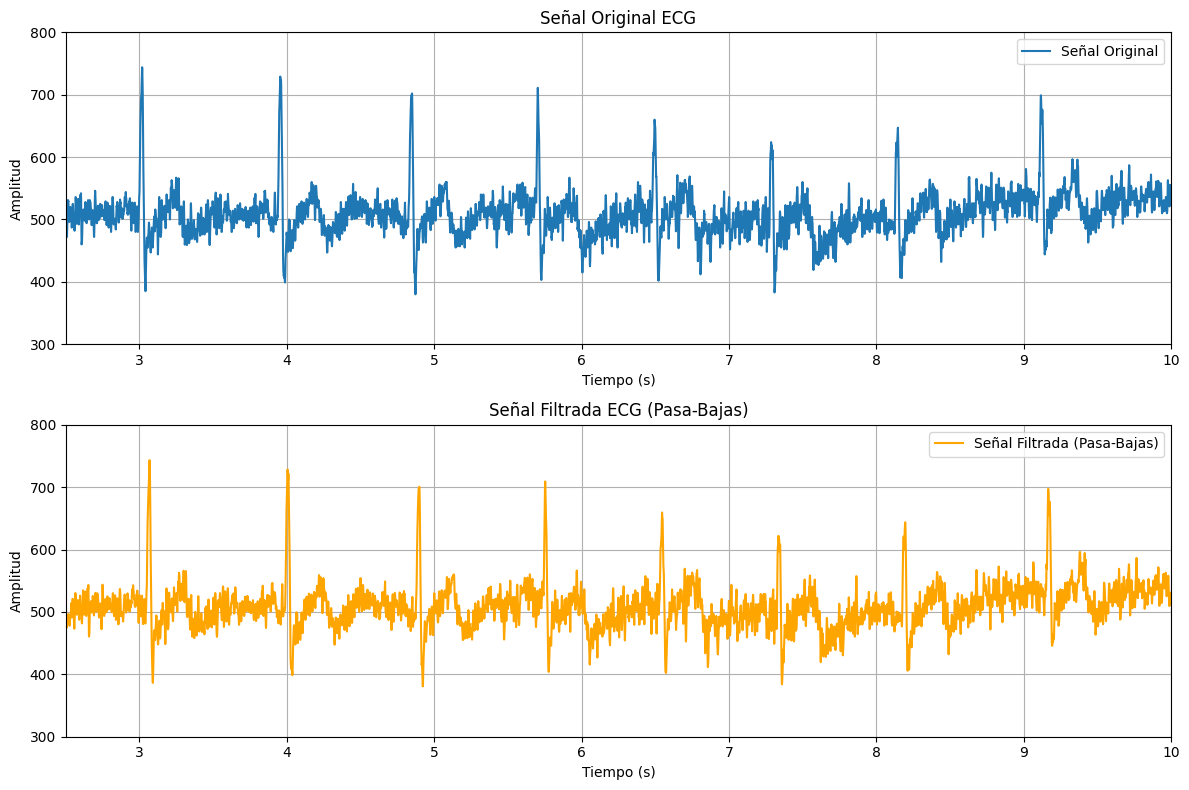 Señal Original ECG
800
700
600
500
400
300
Amplitud
Señal Original
3 4 5 6 7 8 9 10
Tiempo (s)
Señal Filtrada ECG (Pasa-Bajas)
800
700
600
500
400
300
Amplitud
Señal Filtrada (Pasa-Bajas)
3 4 5 6 7 8 9 10
Tiempo (s)